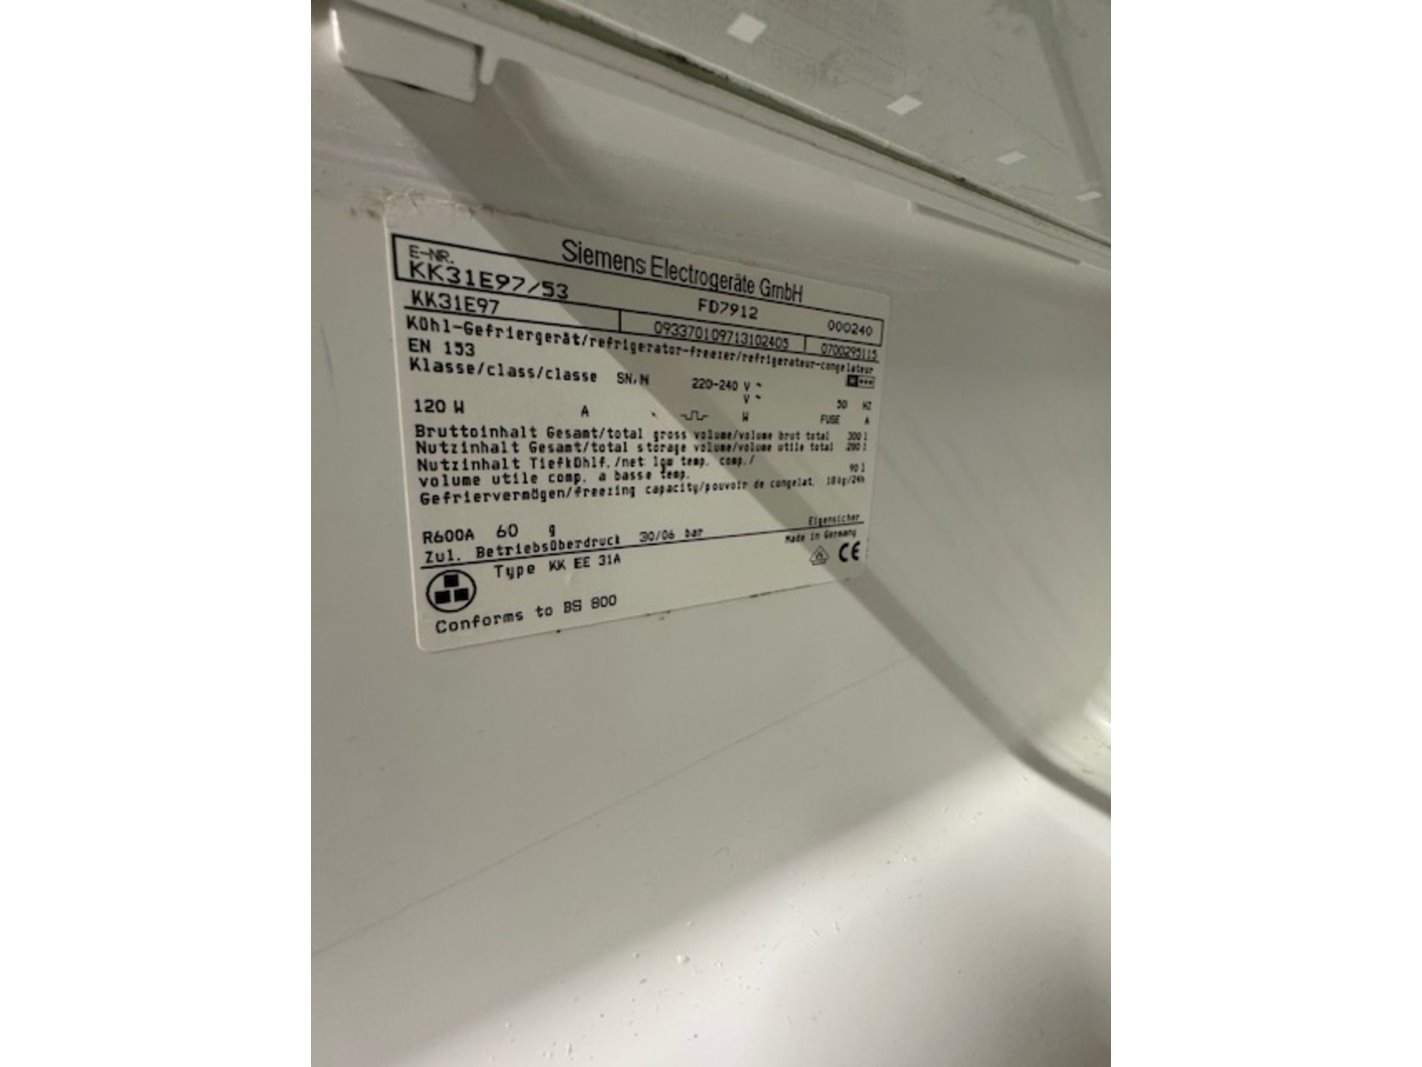 Siemens Electrogeräte GmbH
E-NR.
KK31E97/53
FD7912
000240
KK31E97
093370109713102405
0700295115
Kühl-Gefriergerät/refrigerator-freezer/refrigerateur-congelateur
EN 153
Klasse/class/classe SN,N
220-240 V ~
V ~
50 HZ
120 W
A
W
FUSE A
Bruttoinhalt Gesamt/total gross volume/volume brut total 300 l
Nutzinhalt Gesamt/total storage volume/volume utile total 280 l
Nutzinhalt Tiefkühlf./net low temp. comp./
volume utile comp. a basse temp. 90 l
Gefriervermögen/freezing capacity/pouvoir de congelat. 18 kg/24h
R600A 60 g
Eigensicher
Zul. Betriebsüberdruck 30/06 bar
Made in Germany
Type KK EE 31A
CE
Conforms to BS 800